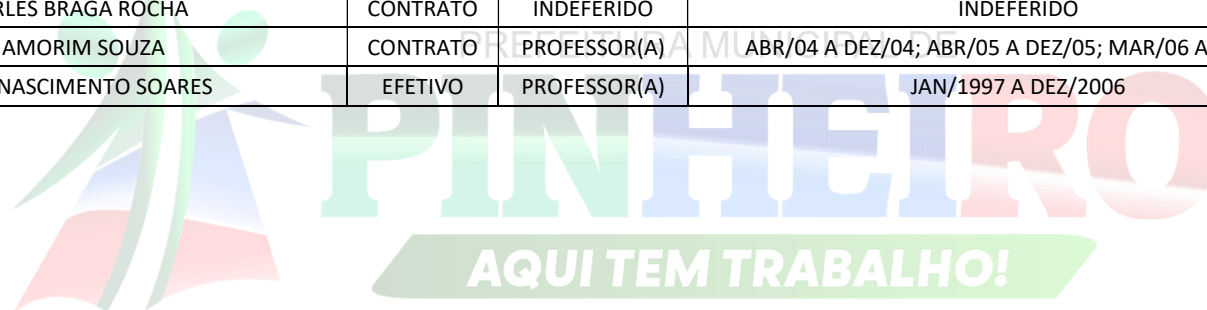 RLES BRAGA ROCHA CONTRATO INDEFERIDO INDEFERIDO
AMORIM SOUZA CONTRATO PROFESSOR(A) ABR/04 A DEZ/04; ABR/05 A DEZ/05; MAR/06 A
NASCIMENTO SOARES EFETIVO PROFESSOR(A) JAN/1997 A DEZ/2006
PREFEITURA MUNICIPAL DE
PINHEIRO
AQUI TEM TRABALHO!